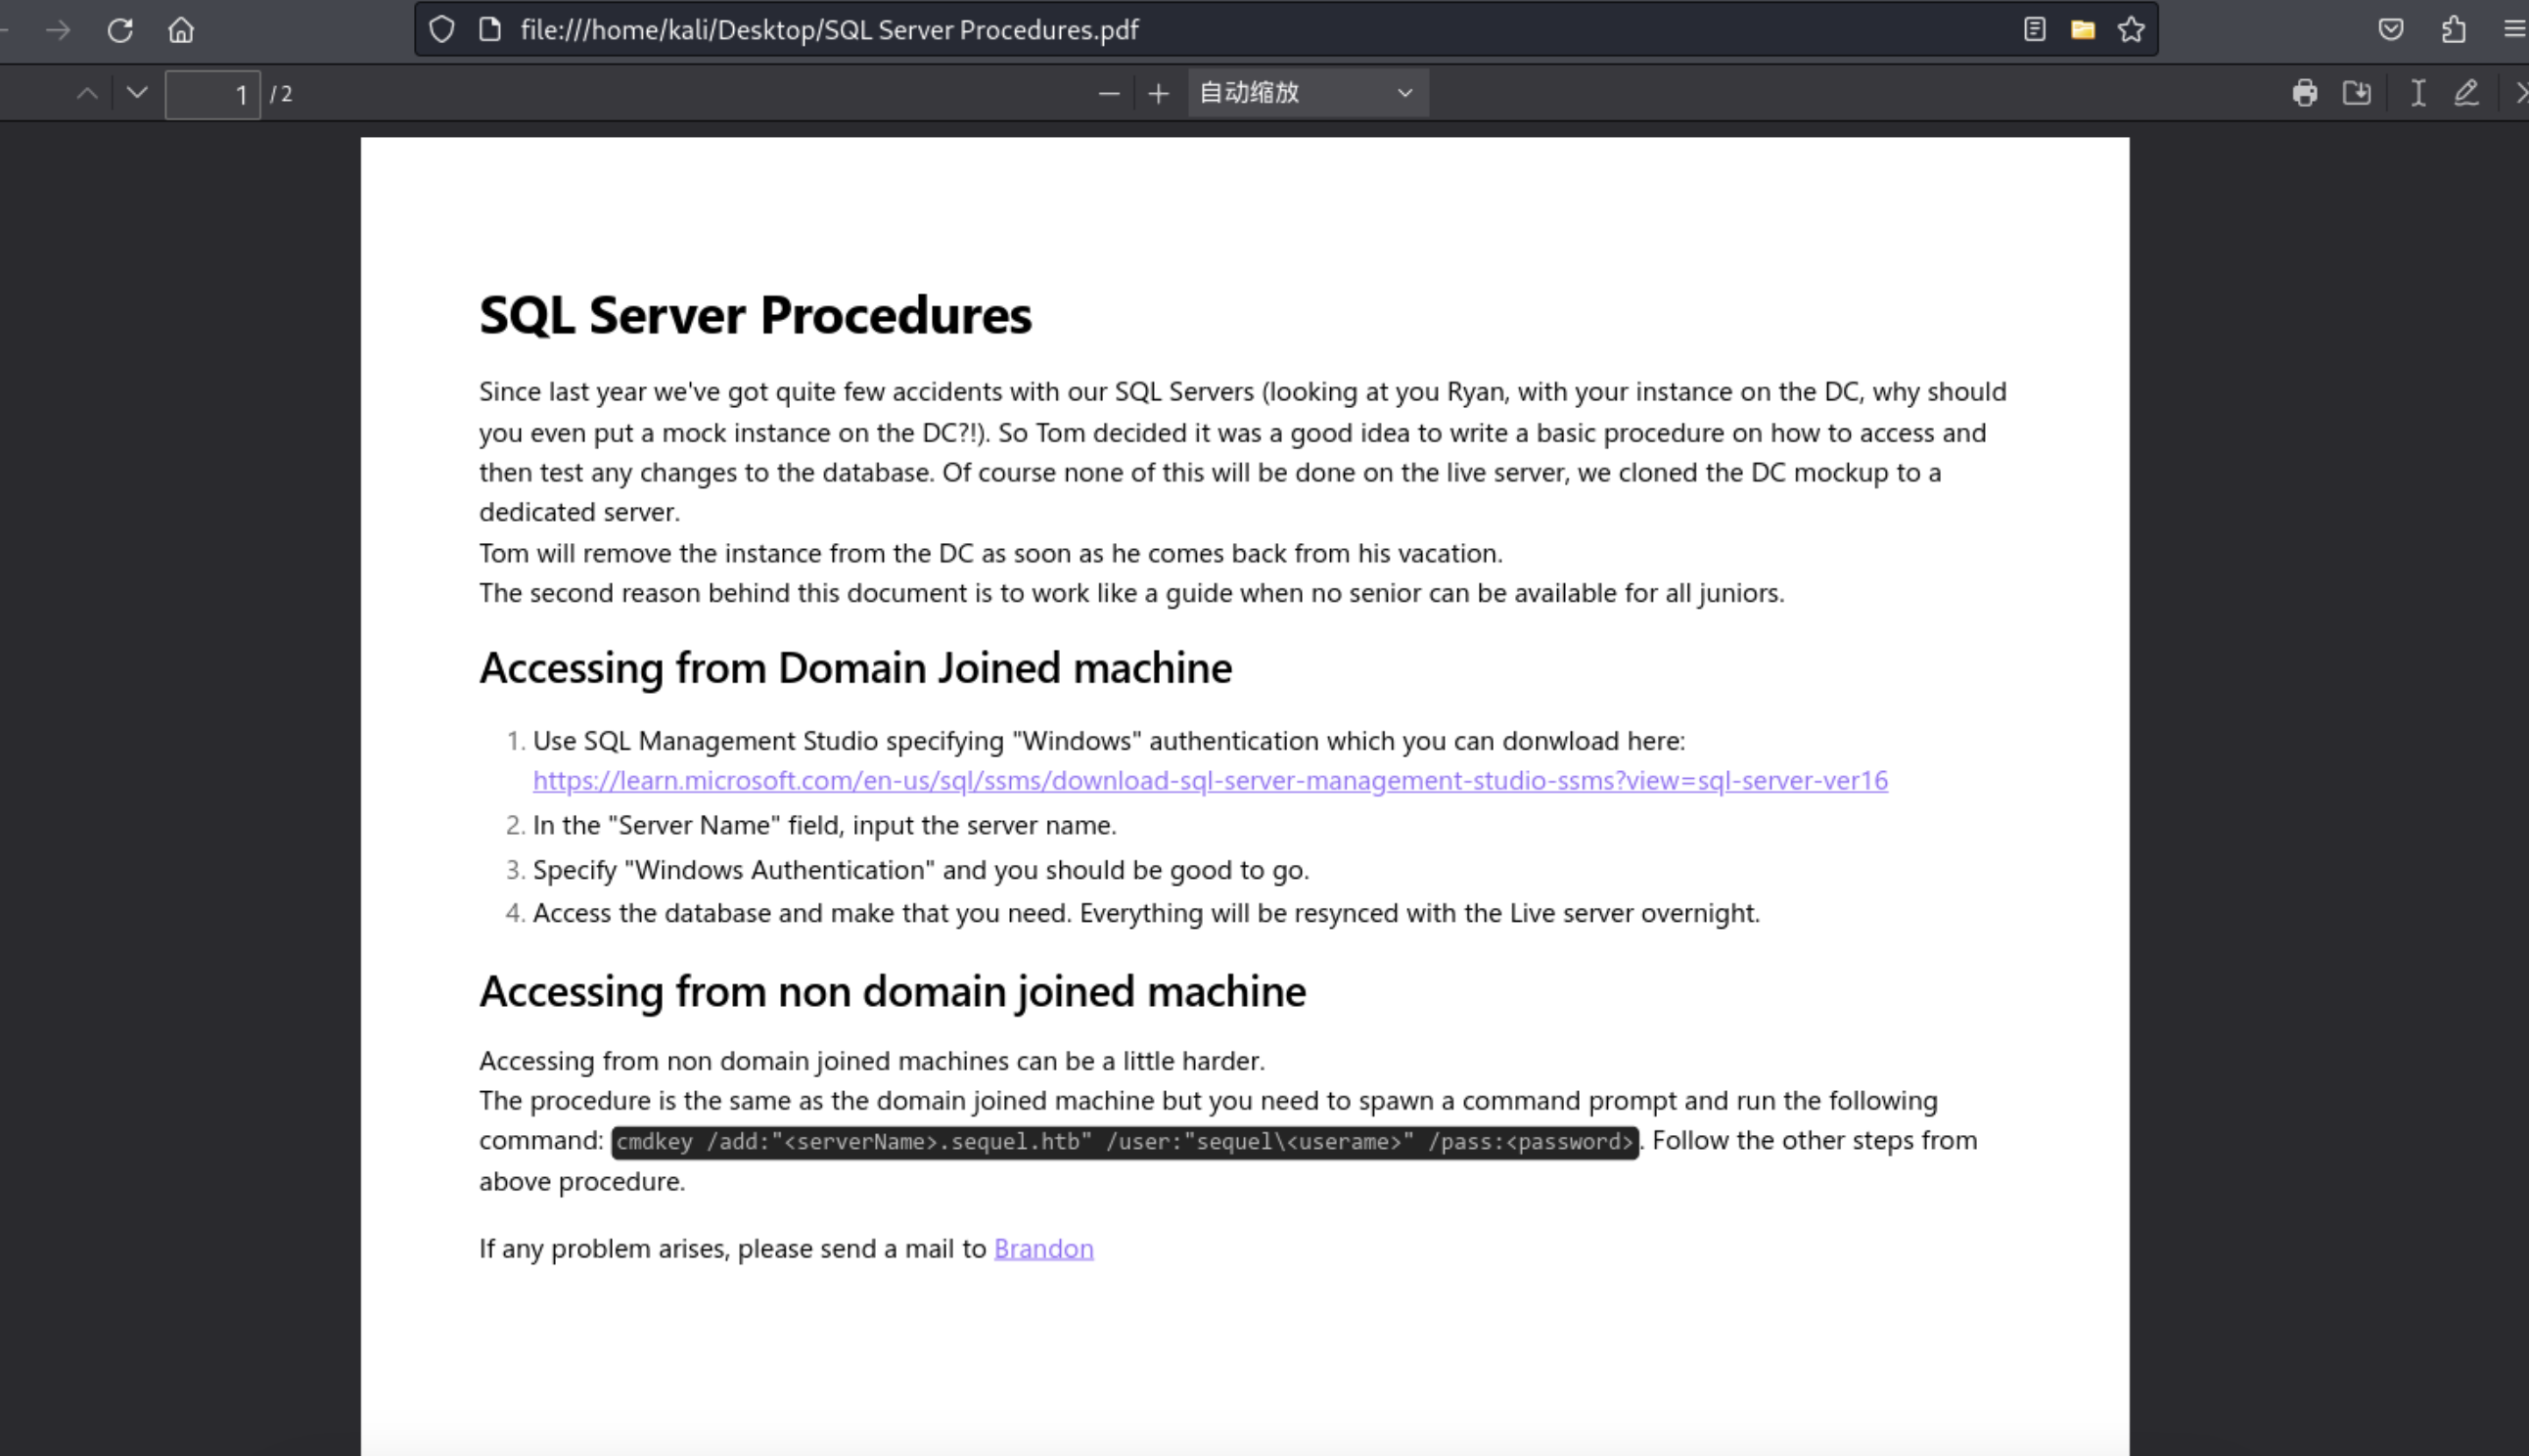 file:///home/kali/Desktop/SQL Server Procedures.pdf
1 / 2
自动缩放
SQL Server Procedures
Since last year we've got quite few accidents with our SQL Servers (looking at you Ryan, with your instance on the DC, why should
you even put a mock instance on the DC?!). So Tom decided it was a good idea to write a basic procedure on how to access and
then test any changes to the database. Of course none of this will be done on the live server, we cloned the DC mockup to a
dedicated server.
Tom will remove the instance from the DC as soon as he comes back from his vacation.
The second reason behind this document is to work like a guide when no senior can be available for all juniors.
Accessing from Domain Joined machine
1. Use SQL Management Studio specifying "Windows" authentication which you can donwload here:
https://learn.microsoft.com/en-us/sql/ssms/download-sql-server-management-studio-ssms?view=sql-server-ver16
2. In the "Server Name" field, input the server name.
3. Specify "Windows Authentication" and you should be good to go.
4. Access the database and make that you need. Everything will be resynced with the Live server overnight.
Accessing from non domain joined machine
Accessing from non domain joined machines can be a little harder.
The procedure is the same as the domain joined machine but you need to spawn a command prompt and run the following
command: cmdkey /add:"<serverName>.sequel.htb" /user:"sequel\<userame>" /pass:<password>. Follow the other steps from
above procedure.
If any problem arises, please send a mail to Brandon